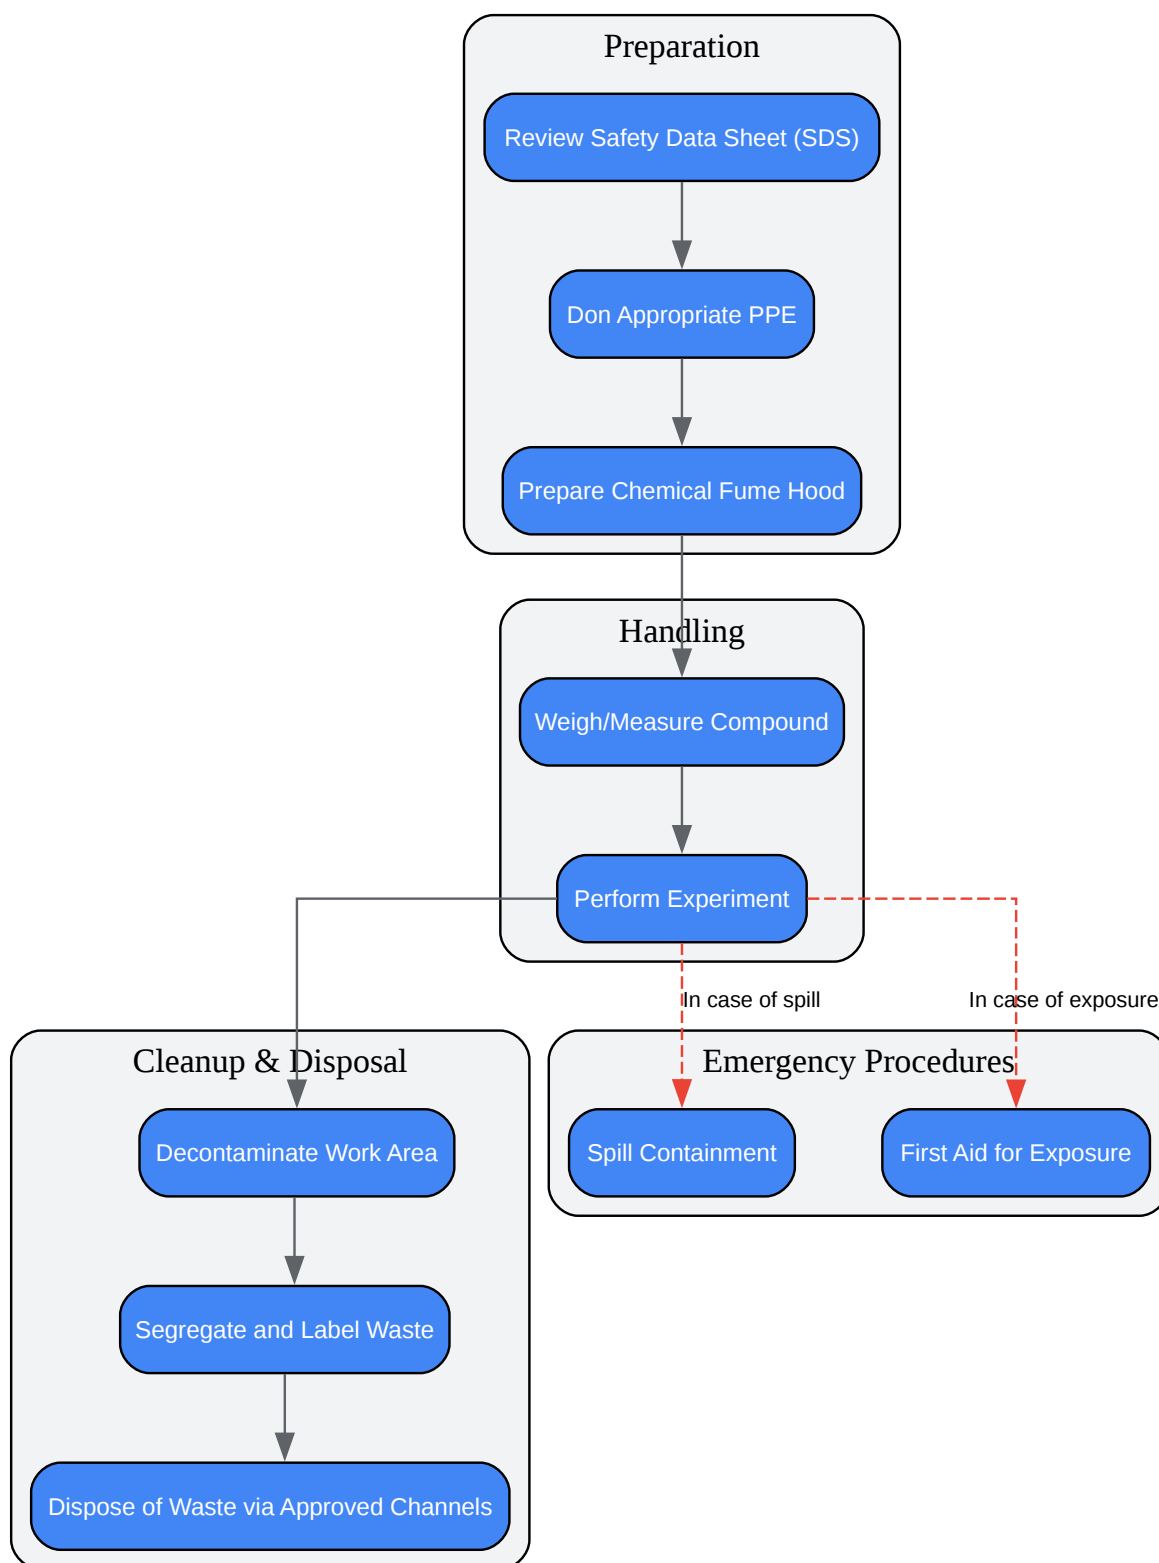 Preparation
Review Safety Data Sheet (SDS)
Don Appropriate PPE
Prepare Chemical Fume Hood
Handling
Weigh/Measure Compound
Perform Experiment
In case of spill
In case of exposure
Cleanup & Disposal
Emergency Procedures
Decontaminate Work Area
Spill Containment
First Aid for Exposure
Segregate and Label Waste
Dispose of Waste via Approved Channels